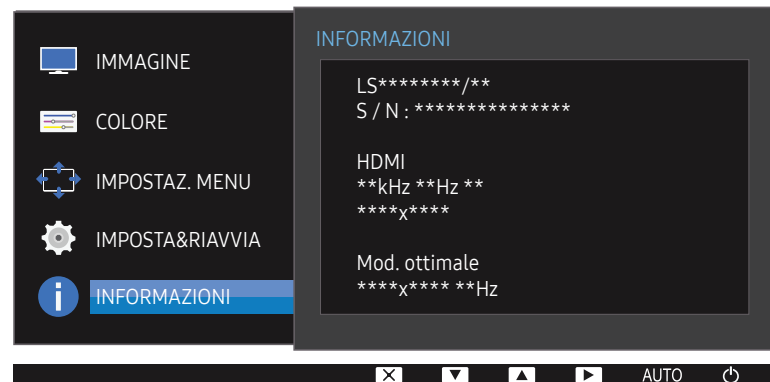 IMMAGINE
COLORE
IMPOSTAZ. MENU
IMPOSTA&RIAVVIA
INFORMAZIONI
INFORMAZIONI
LS********/**
S / N : ***************
HDMI
**kHz **Hz **
****x****
Mod. ottimale
****x**** **Hz
AUTO